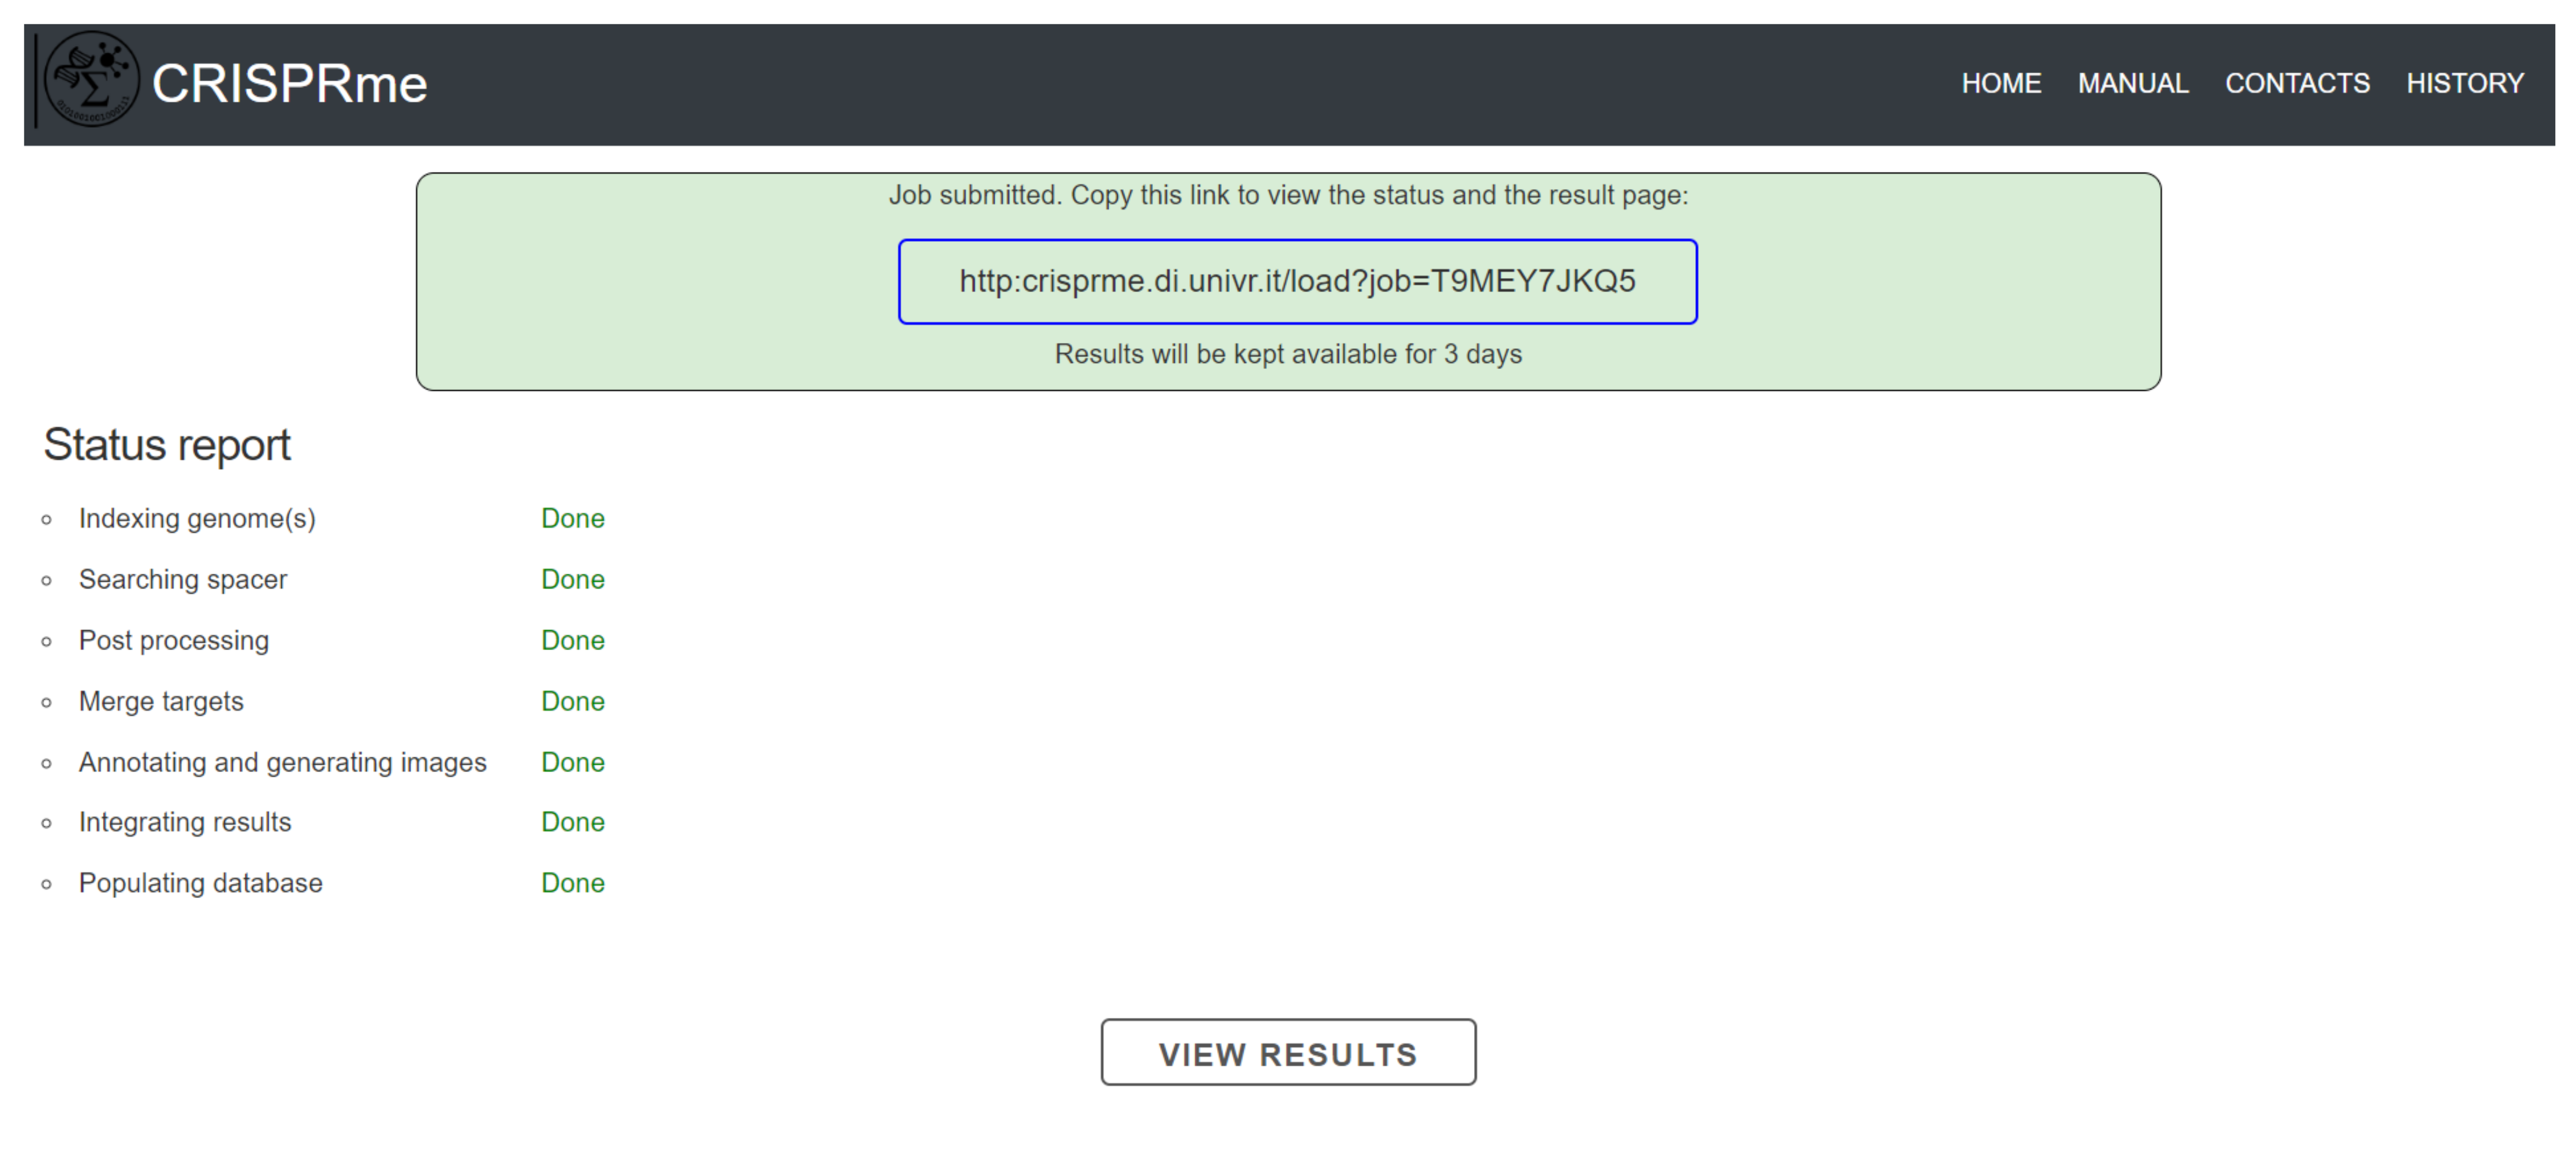 CRISPRme
HOME MANUAL CONTACTS HISTORY
Job submitted. Copy this link to view the status and the result page:
http:crisprme.di.univr.it/load?job=T9MEY7JKQ5
Results will be kept available for 3 days
Status report
Indexing genome(s) Done
Searching spacer Done
Post processing Done
Merge targets Done
Annotating and generating images Done
Integrating results Done
Populating database Done
VIEW RESULTS